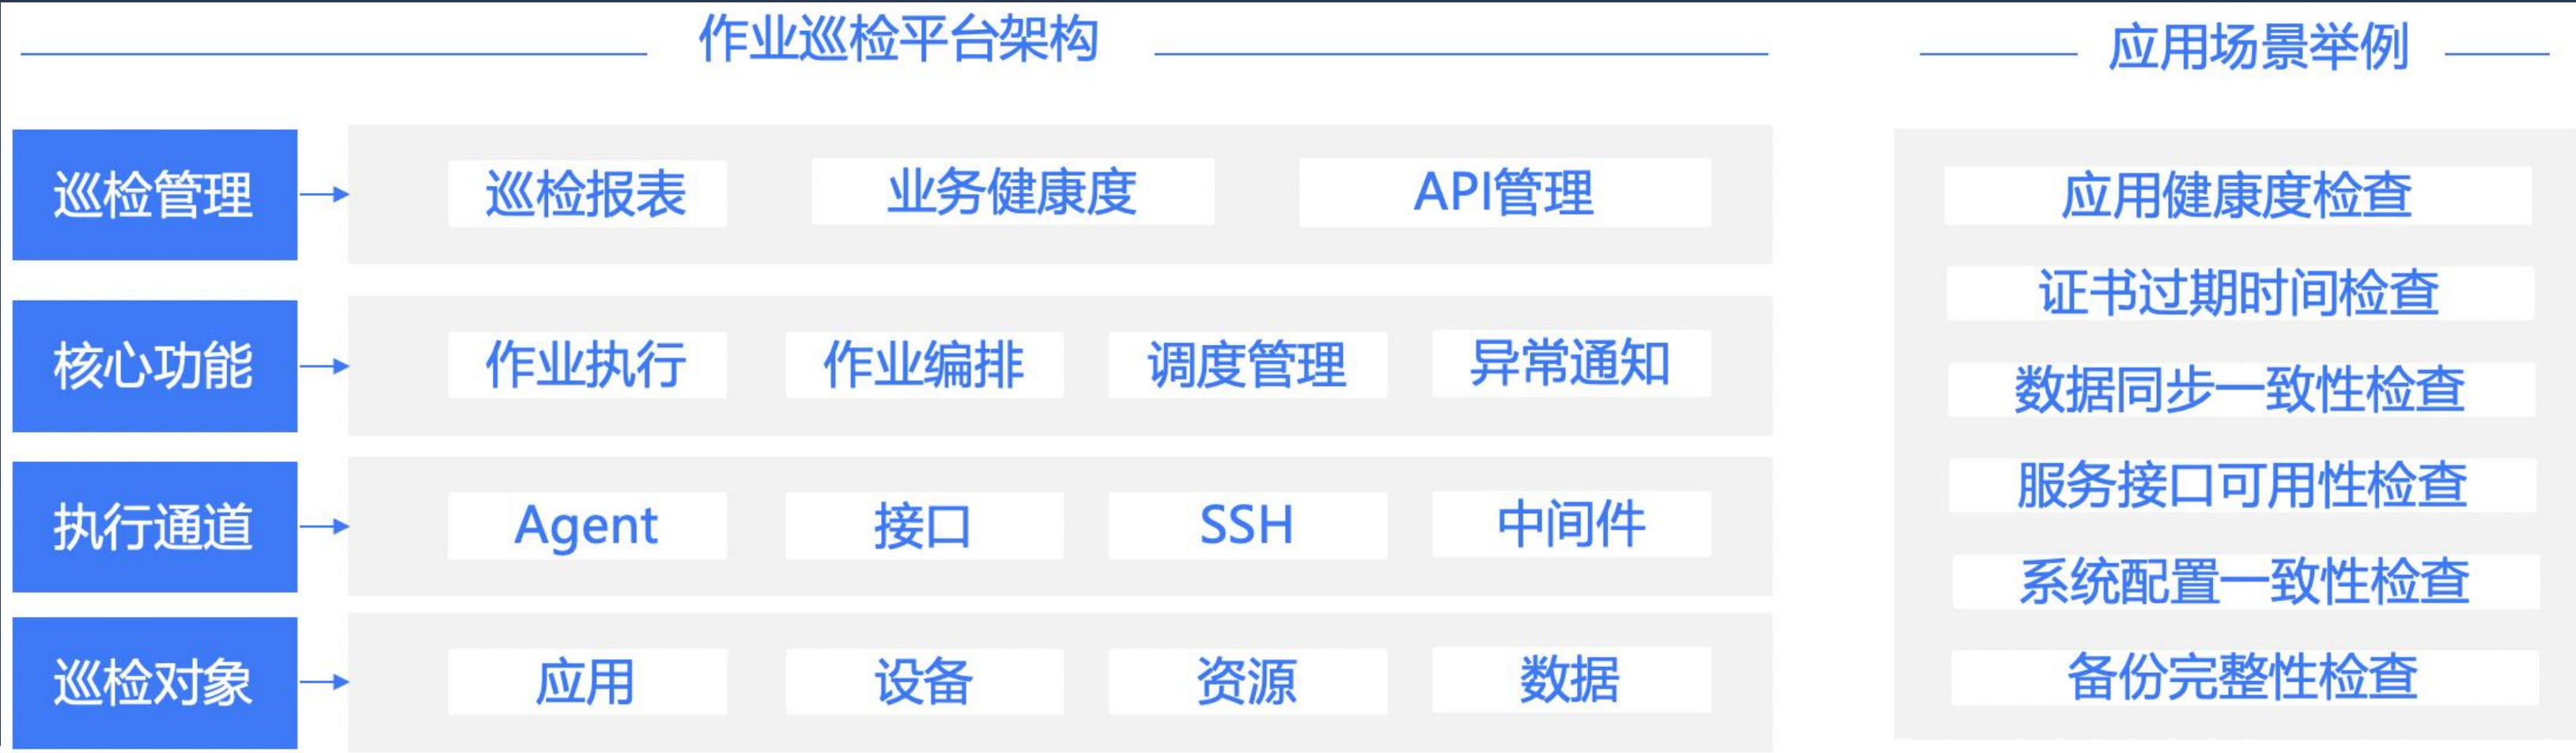 作业巡检平台架构
巡检管理
巡检报表
业务健康度
API管理
核心功能
作业执行
作业编排
调度管理
异常通知
执行通道
Agent
接口
SSH
中间件
巡检对象
应用
设备
资源
数据
应用场景举例
应用健康度检查
证书过期时间检查
数据同步一致性检查
服务接口可用性检查
系统配置一致性检查
备份完整性检查